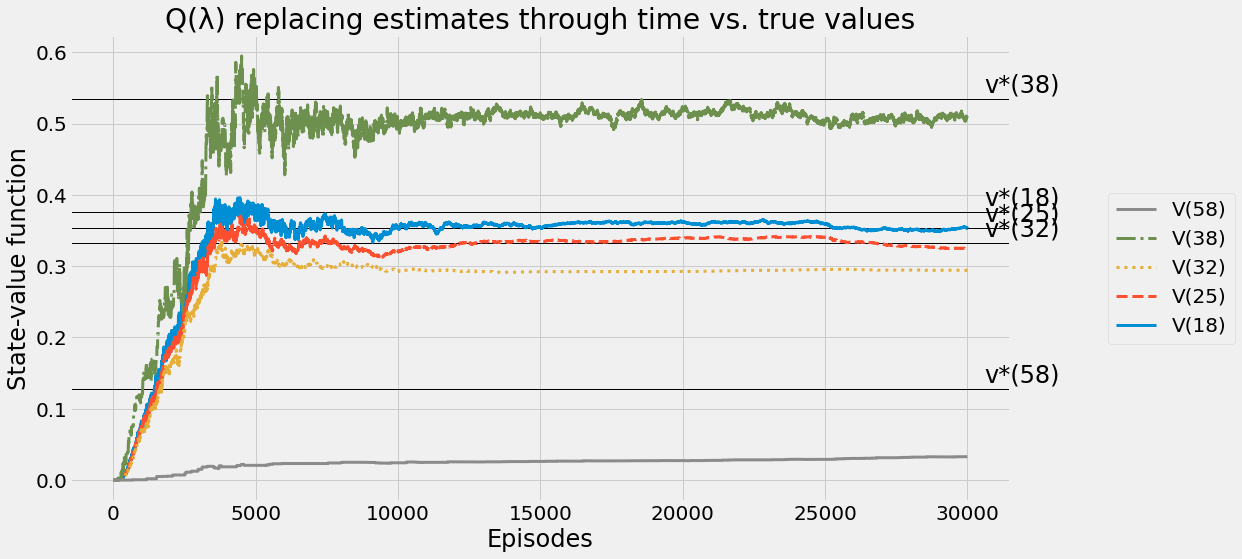 Q(λ) replacing estimates through time vs. true values
State-value function
0.6
0.5
0.4
0.3
0.2
0.1
0.0
v*(38)
v*(18)
v*(25)
v*(32)
v*(58)
V(58)
V(38)
V(32)
V(25)
V(18)
0
5000
10000
15000
20000
25000
30000
Episodes